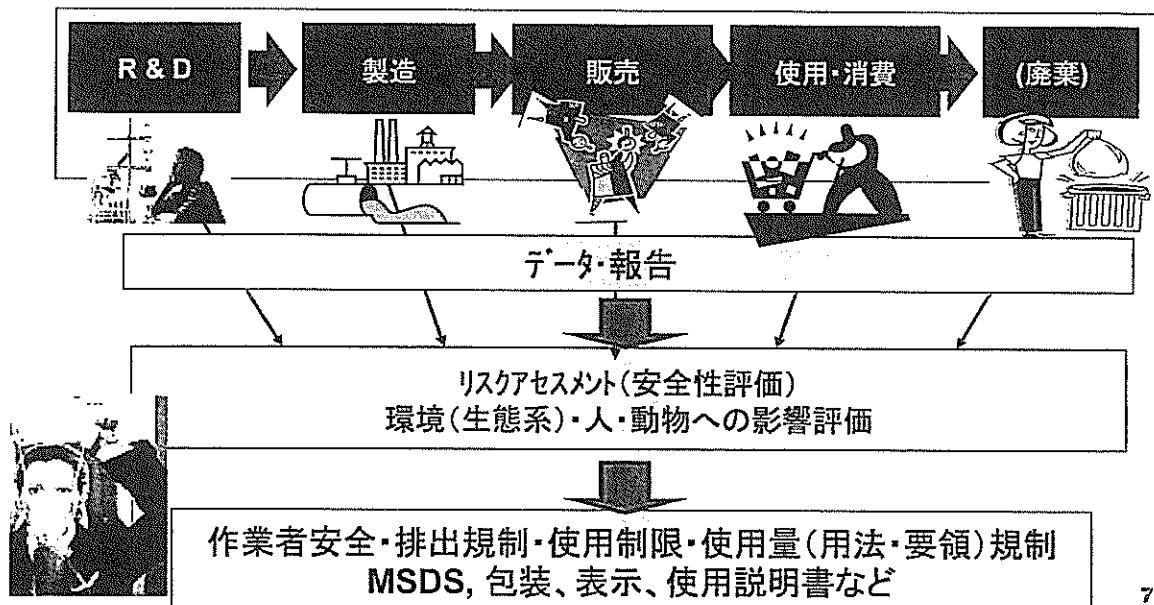 R & D
製造
販売
使用・消費
(廃棄)
データ・報告
リスクアセスメント(安全性評価)
環境(生態系)・人・動物への影響評価
作業者安全・排出規制・使用制限・使用量(用法・要領)規制
MSDS, 包装、表示、使用説明書など
7